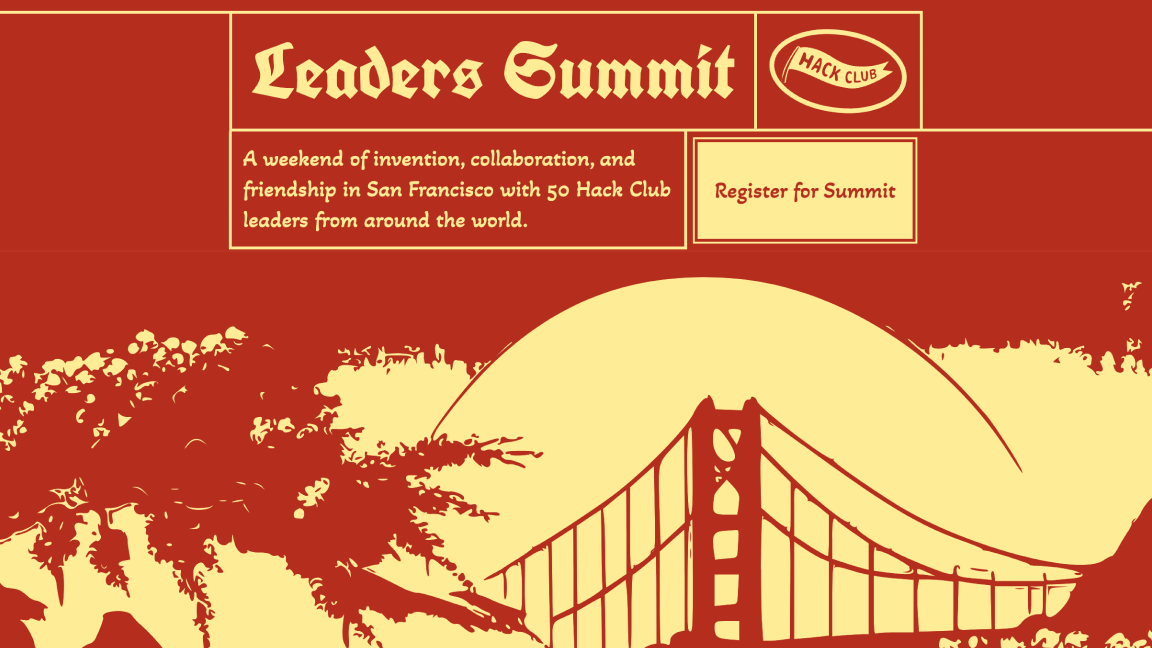 Leaders Summit
HACK CLUB
A weekend of invention, collaboration, and
friendship in San Francisco with 50 Hack Club
leaders from around the world.
Register for Summit